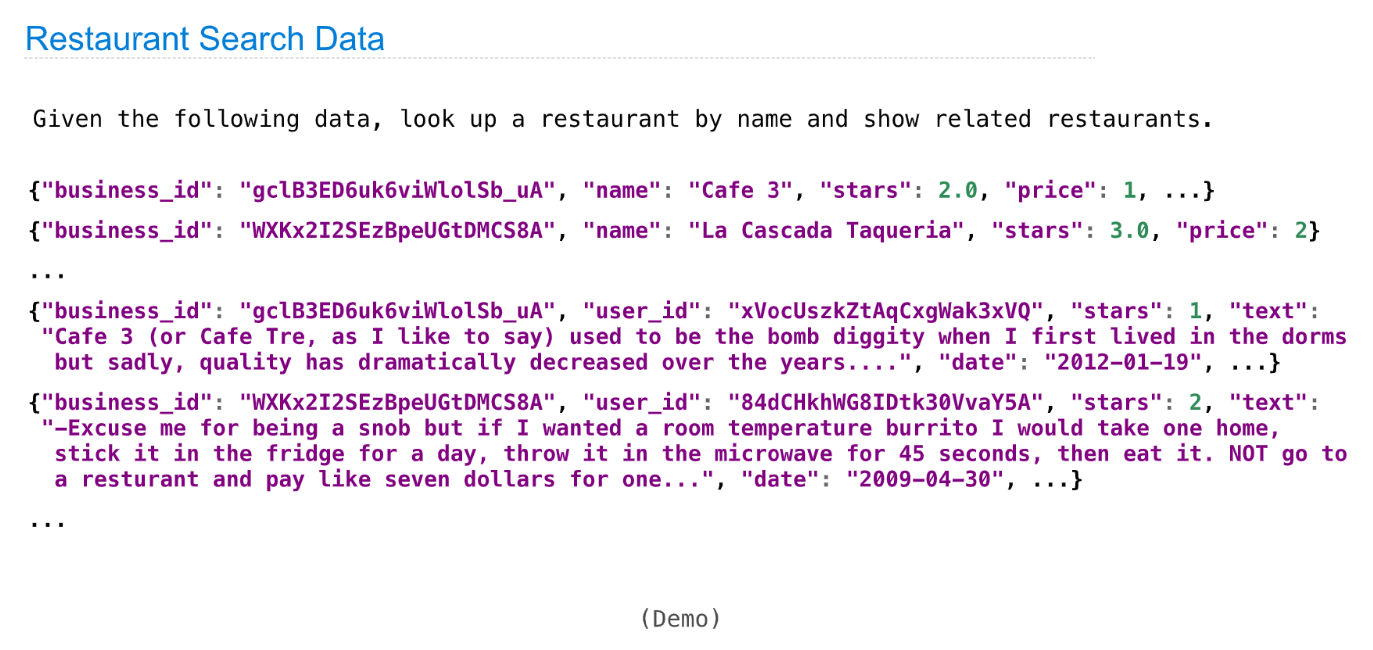 Restaurant Search Data
Given the following data, look up a restaurant by name and show related restaurants.
{"business_id": "gclB3ED6uk6viWlolSb_uA", "name": "Cafe 3", "stars": 2.0, "price": 1, ...}
{"business_id": "WXKx2I2SEzBpeUGtDMCS8A", "name": "La Cascada Taqueria", "stars": 3.0, "price": 2}
...
{"business_id": "gclB3ED6uk6viWlolSb_uA", "user_id": "xVocUszkZtAqCxgWak3xVQ", "stars": 1, "text":
"Cafe 3 (or Cafe Tre, as I like to say) used to be the bomb diggity when I first lived in the dorms
but sadly, quality has dramatically decreased over the years....", "date": "2012-01-19", ...}
{"business_id": "WXKx2I2SEzBpeUGtDMCS8A", "user_id": "84dCHkhWG8IDtk30VvaY5A", "stars": 2, "text":
"-Excuse me for being a snob but if I wanted a room temperature burrito I would take one home,
stick it in the fridge for a day, throw it in the microwave for 45 seconds, then eat it. NOT go to
a resturant and pay like seven dollars for one...", "date": "2009-04-30", ...}
...
(Demo)